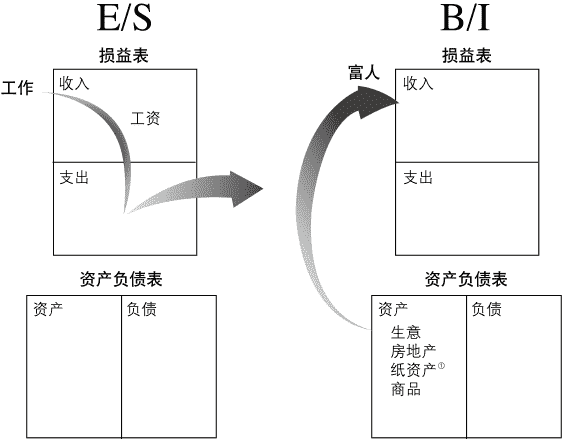 E/S
损益表
工作
收入
工资
支出
资产负债表
资产
负债
B/I
损益表
富人
收入
支出
资产负债表
资产
生意
房地产
纸资产①
商品
负债